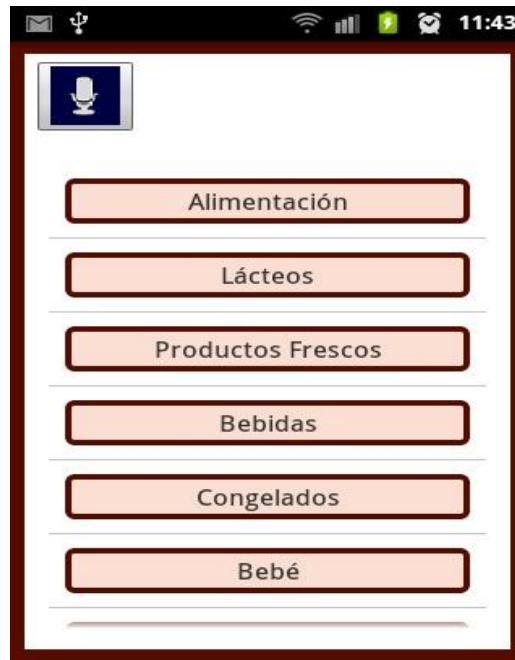 11:43
Alimentación
Lácteos
Productos Frescos
Bebidas
Congelados
Bebé